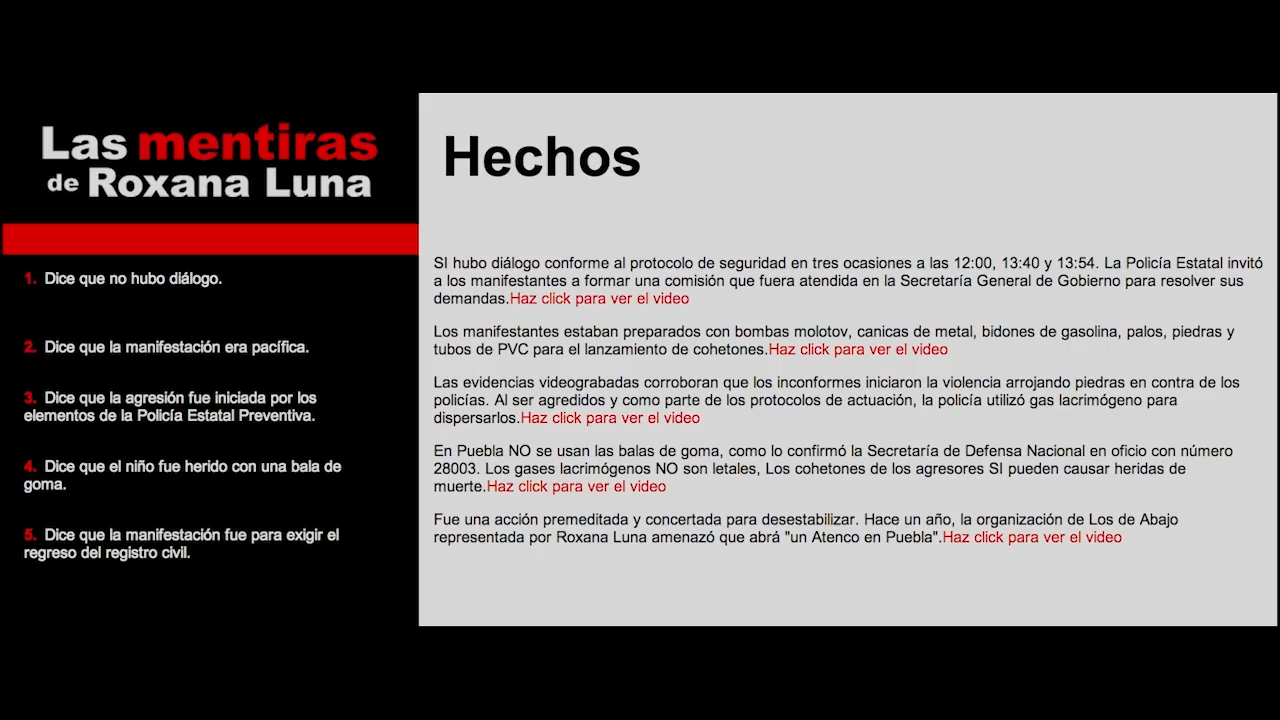 Las mentiras
de Roxana Luna
1. Dice que no hubo diálogo.
2. Dice que la manifestación era pacífica.
3. Dice que la agresión fue iniciada por los
elementos de la Policía Estatal Preventiva.
4. Dice que el niño fue herido con una bala de
goma.
5. Dice que la manifestación fue para exigir el
regreso del registro civil.
Hechos
SI hubo diálogo conforme al protocolo de seguridad en tres ocasiones a las 12:00, 13:40 y 13:54. La Policía Estatal invitó
a los manifestantes a formar una comisión que fuera atendida en la Secretaría General de Gobierno para resolver sus
demandas.Haz click para ver el video
Los manifestantes estaban preparados con bombas molotov, canicas de metal, bidones de gasolina, palos, piedras y
tubos de PVC para el lanzamiento de cohetones.Haz click para ver el video
Las evidencias videograbadas corroboran que los inconformes iniciaron la violencia arrojando piedras en contra de los
policías. Al ser agredidos y como parte de los protocolos de actuación, la policía utilizó gas lacrimógeno para
dispersarlos.Haz click para ver el video
En Puebla NO se usan las balas de goma, como lo confirmó la Secretaría de Defensa Nacional en oficio con número
28003. Los gases lacrimógenos NO son letales, Los cohetones de los agresores SI pueden causar heridas de
muerte.Haz click para ver el video
Fue una acción premeditada y concertada para desestabilizar. Hace un año, la organización de Los de Abajo
representada por Roxana Luna amenazó que abrá "un Atenco en Puebla".Haz click para ver el video